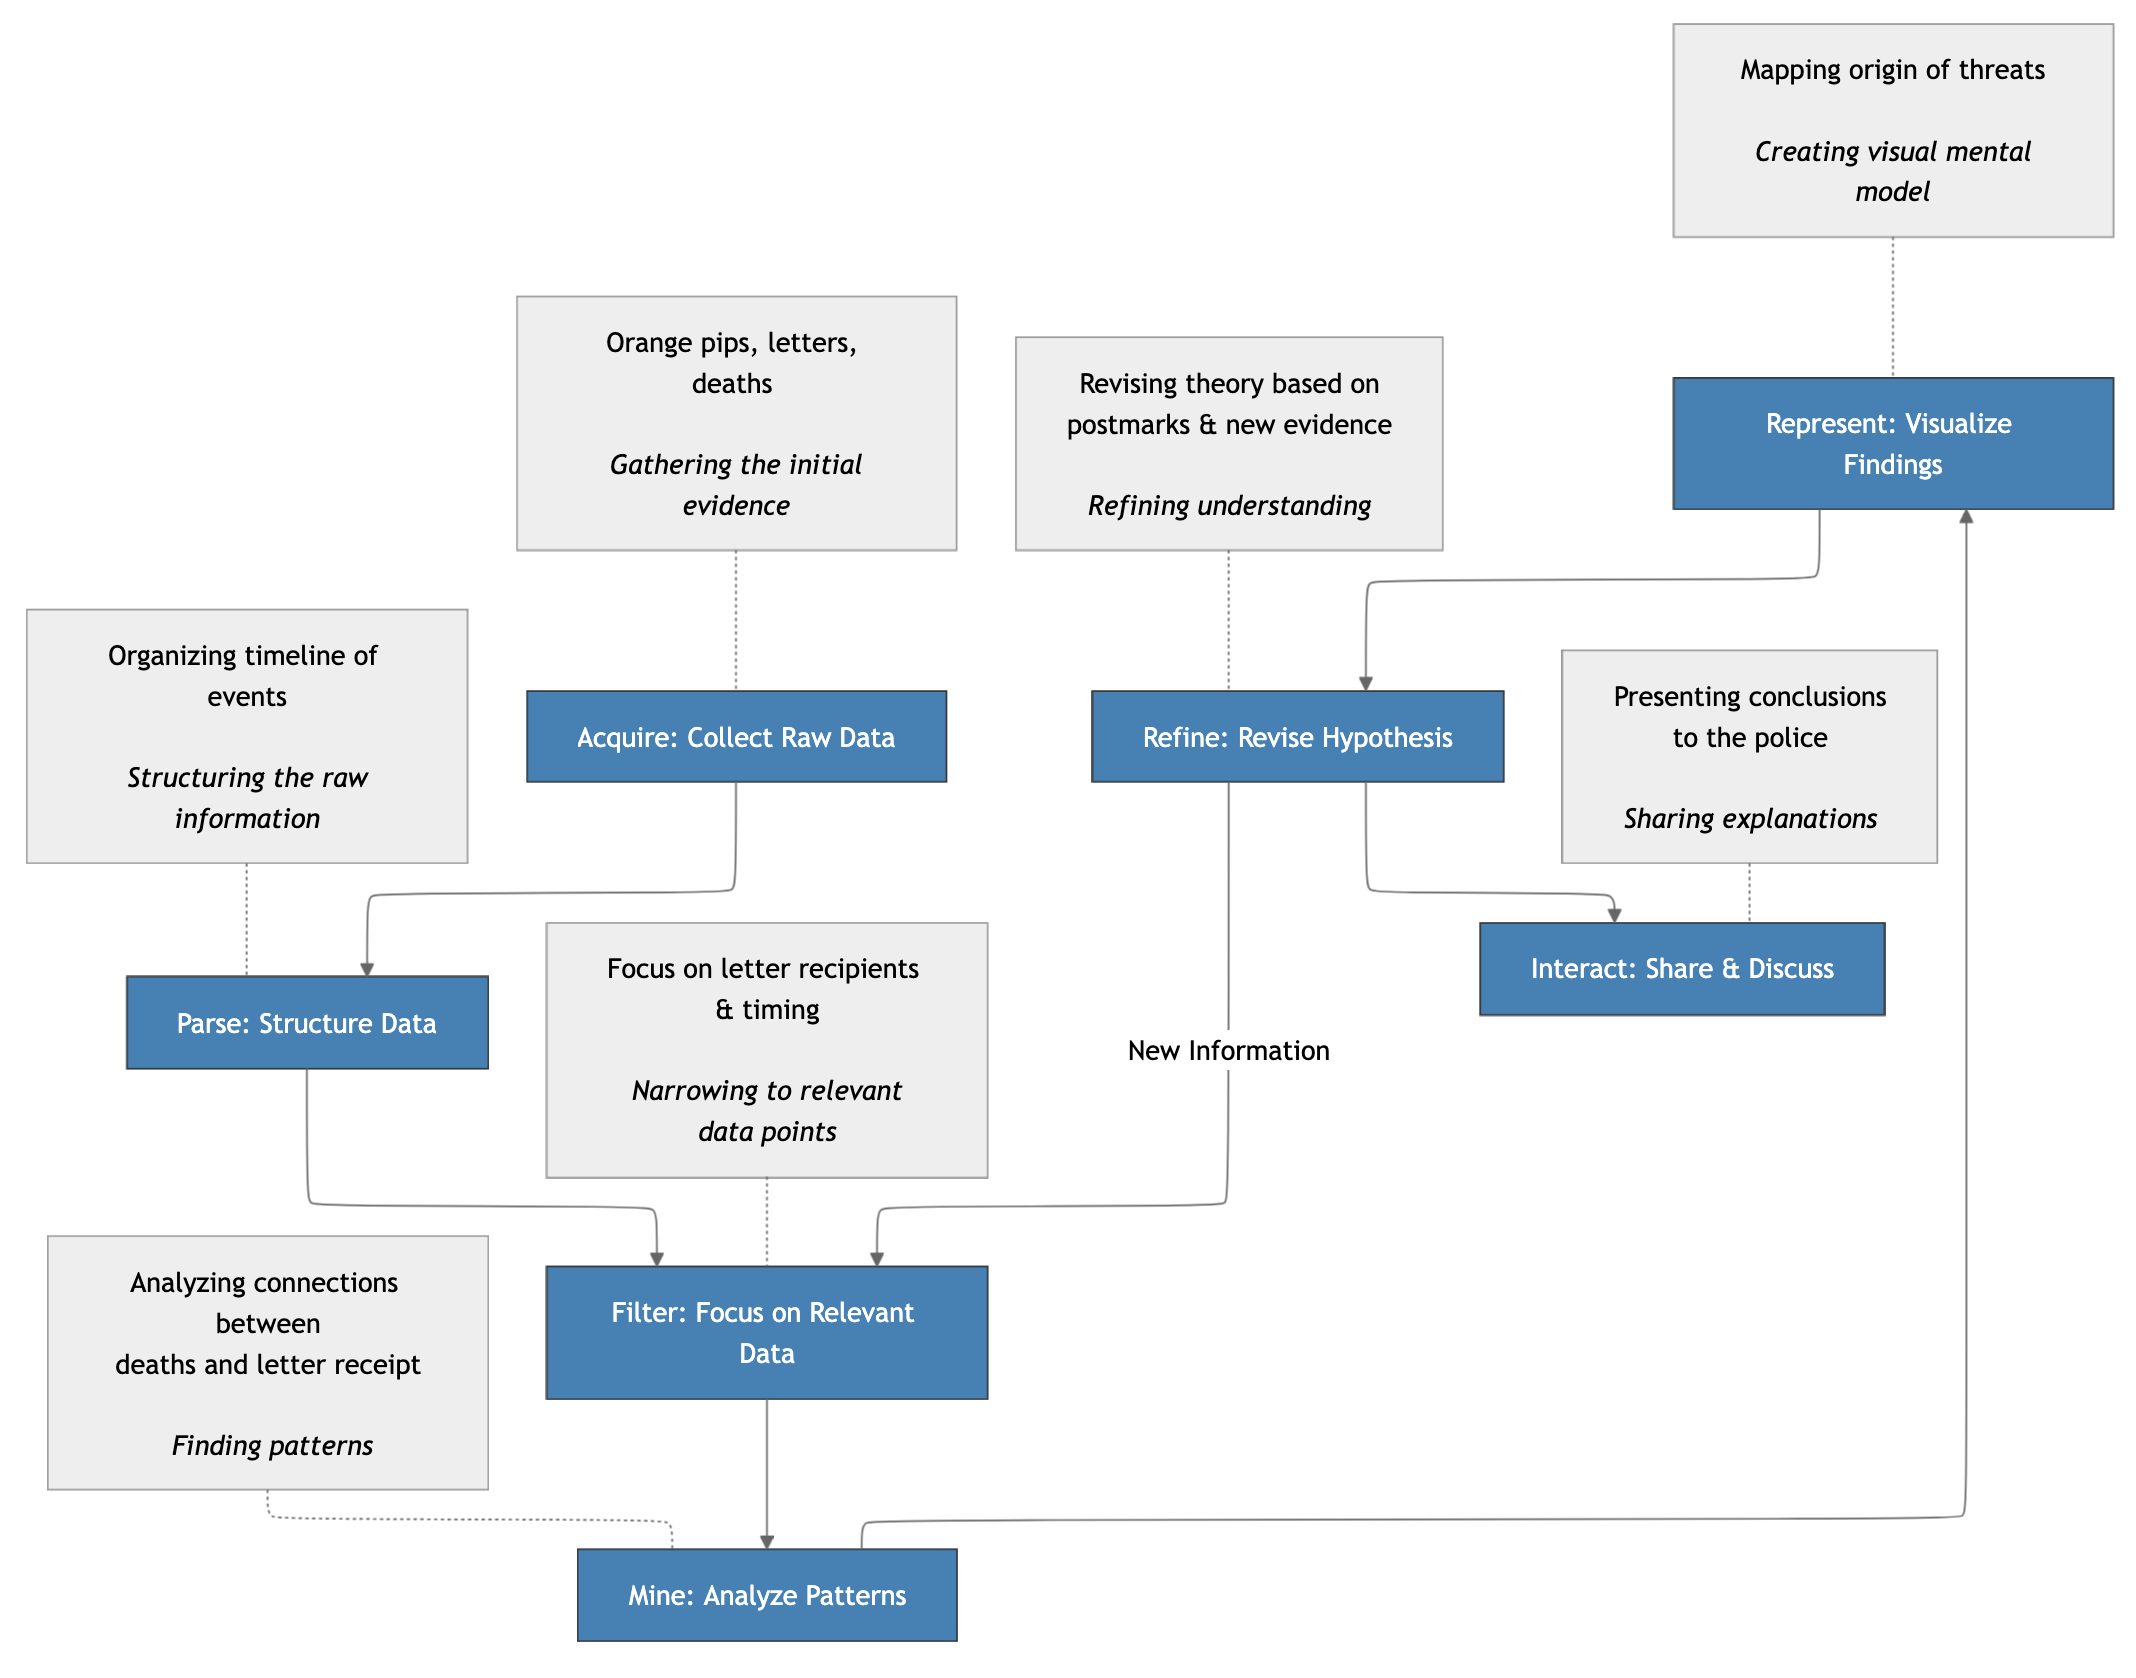 Mapping origin of threats
Creating visual mental
model
Represent: Visualize
Findings
Orange pips, letters,
deaths
Gathering the initial
evidence
Revising theory based on
postmarks & new evidence
Refining understanding
Organizing timeline of
events
Structuring the raw
information
Acquire: Collect Raw Data
Refine: Revise Hypothesis
Presenting conclusions
to the police
Sharing explanations
Parse: Structure Data
Focus on letter recipients
& timing
Narrowing to relevant
data points
New Information
Interact: Share & Discuss
Analyzing connections
between
deaths and letter receipt
Finding patterns
Filter: Focus on Relevant
Data
Mine: Analyze Patterns